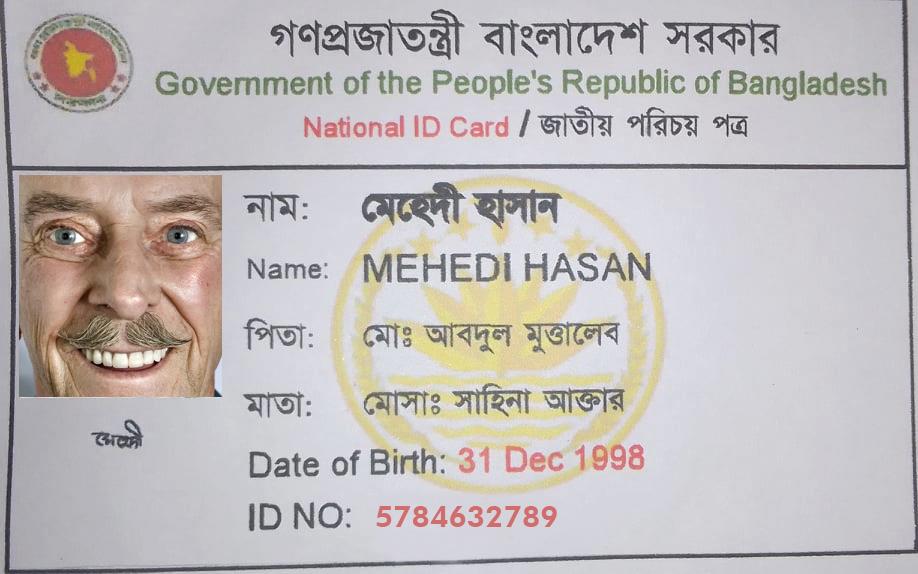 গণপ্রজাতন্ত্রী বাংলাদেশ সরকার
Government of the People's Republic of Bangladesh
National ID Card / জাতীয় পরিচয় পত্র
নাম: মেহেদী হাসান
Name: MEHEDI HASAN
পিতা: মোঃ আবদুল মুত্তালেব
মাতা: মোসাঃ সাহিনা আক্তার
মেহেদী
Date of Birth: 31 Dec 1998
ID NO: 5784632789